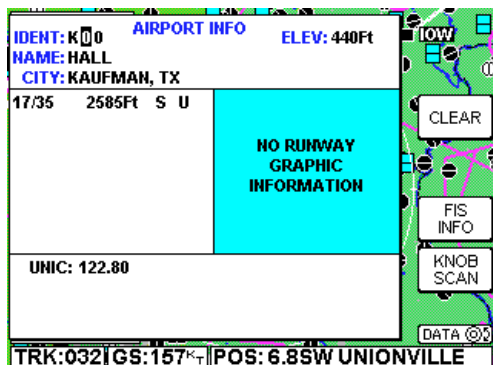 AIRPORT INFO
IDENT: K00 ELEV: 440Ft
NAME: HALL
CITY: KAUFMAN, TX
17/35 2585Ft S U
NO RUNWAY
GRAPHIC
INFORMATION
UNIC: 122.80
IOW
CLEAR
FIS
INFO
KNOB
SCAN
DATA
TRK:032 GS:157KT POS: 6.8SW UNIONVILLE